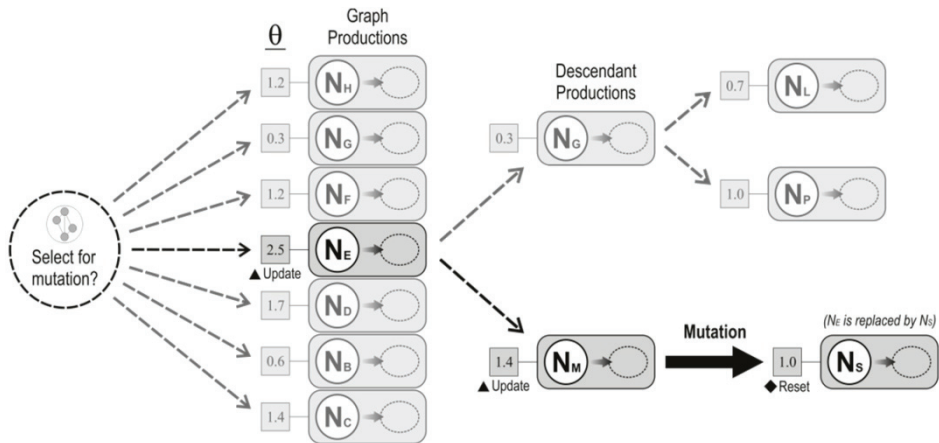 θ
Graph
Productions
1.2 NH
0.3 NG
1.2 NF
2.5 NE
▲ Update
1.7 ND
0.6 NB
1.4 NC
Select for
mutation?
Descendant
Productions
0.3 NG
0.7 NL
1.0 NP
1.4 NM
▲ Update
Mutation
(NE is replaced by NS)
1.0 NS
◆ Reset